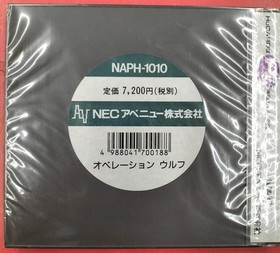 NAPH-1010
定価 7,200円(税別)
NECアベニュー株式会社
4 988041 700188
オペレーション ウルフ